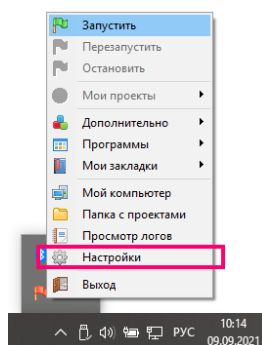 Запустить
Перезапустить
Остановить
Мои проекты
Дополнительно
Программы
Мои закладки
Мой компьютер
Папка с проектами
Просмотр логов
Настройки
Выход
РУС
10:14
09.09.2021